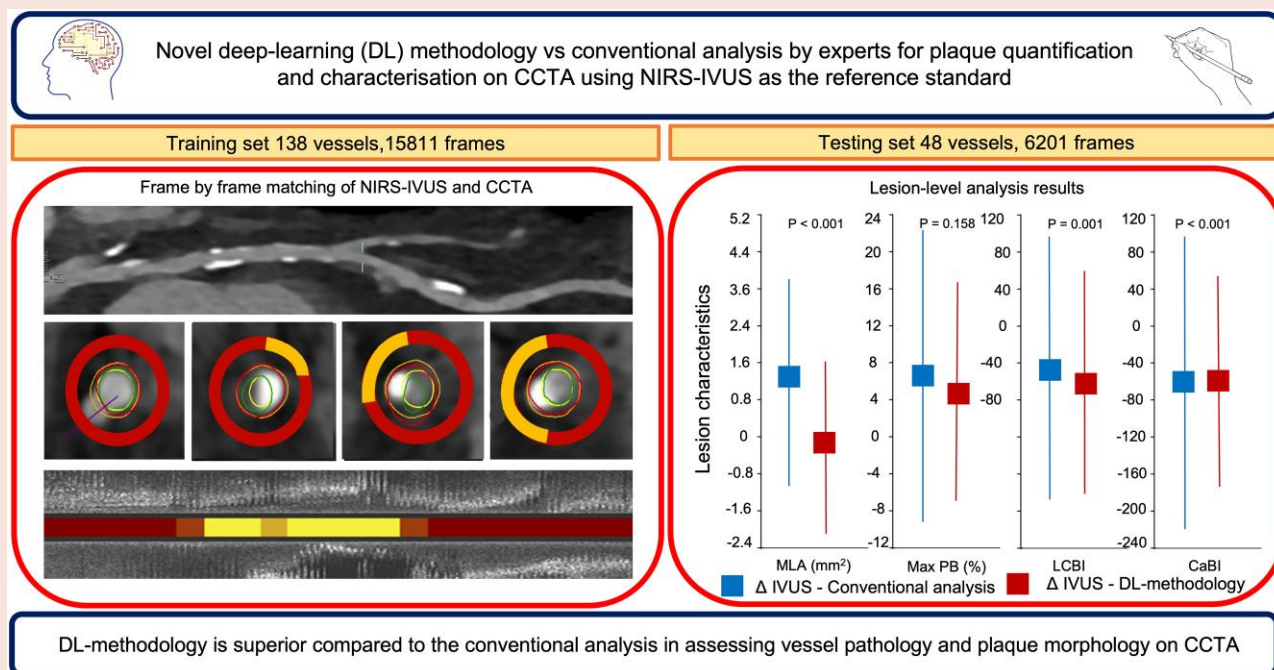 Novel deep-learning (DL) methodology vs conventional analysis by experts for plaque quantification
and characterisation on CCTA using NIRS-IVUS as the reference standard
Training set 138 vessels,15811 frames
Testing set 48 vessels, 6201 frames
Frame by frame matching of NIRS-IVUS and CCTA
Lesion-level analysis results
Lesion characteristics
5.2
4.4
3.6
2.4
1.6
0.8
0
-0.8
-1.6
-2.4
P < 0.001
MLA (mm²)
24
20
16
12
8
4
0
-4
-8
-12
P = 0.158
Max PB (%)
120
80
40
0
-40
-80
P = 0.001
LCBI
120
80
40
0
-40
-80
-120
-160
-200
-240
P < 0.001
CaBI
Δ IVUS - Conventional analysis
Δ IVUS - DL-methodology
DL-methodology is superior compared to the conventional analysis in assessing vessel pathology and plaque morphology on CCTA